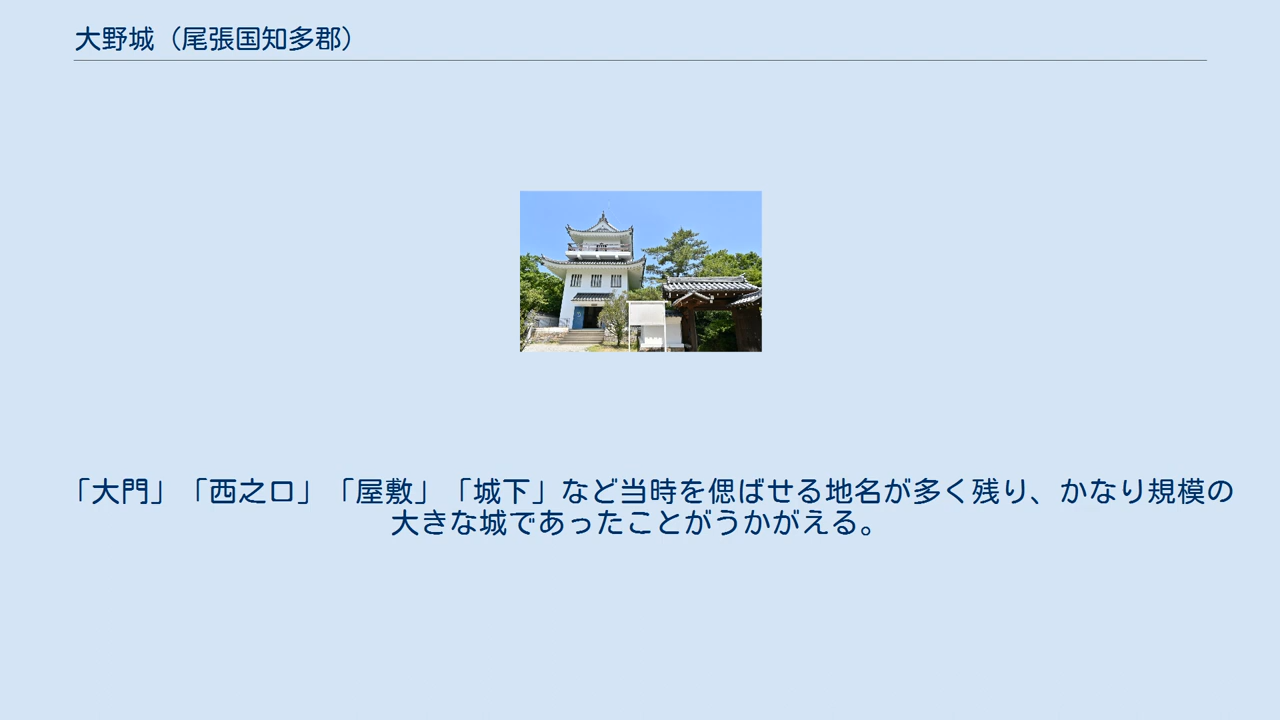 大野城（尾張国知多郡）
「大門」「西之口」「屋敷」「城下」など当時を偲ばせる地名が多く残り、かなり規模の
大きな城であったことがうかがえる。